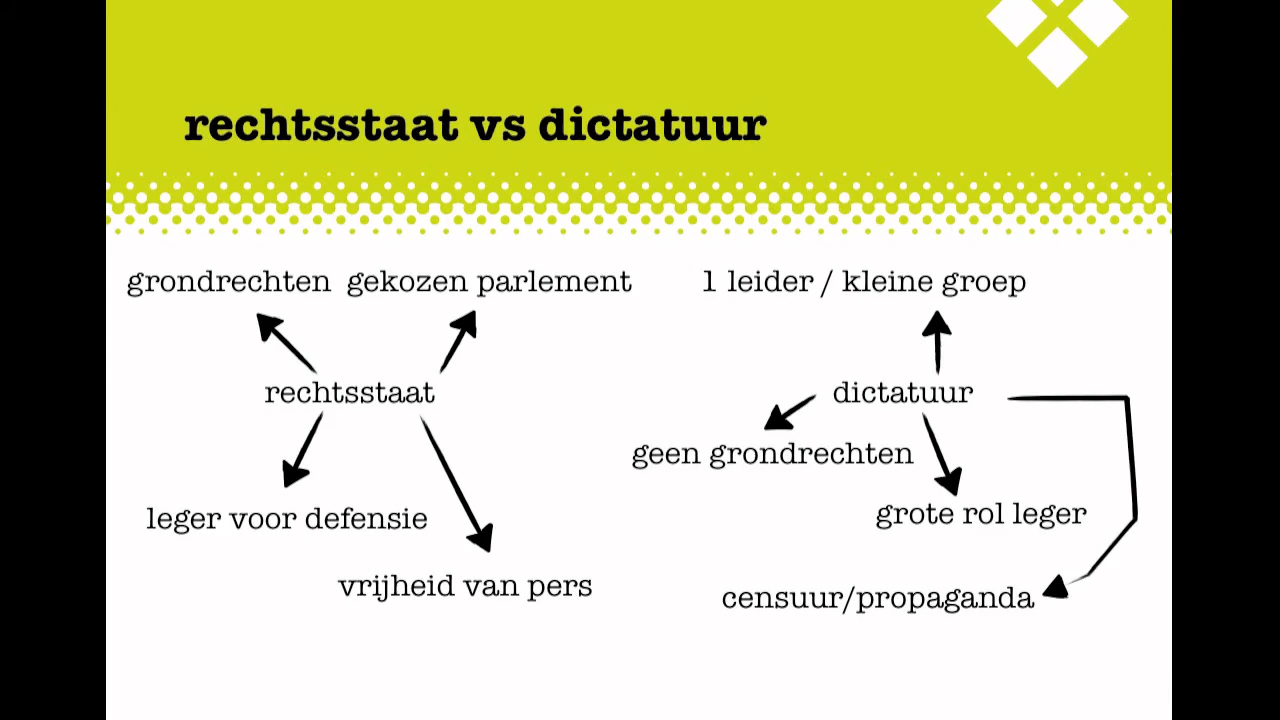 rechtsstaat vs dictatuur
grondrechten gekozen parlement
rechtsstaat
leger voor defensie
vrijheid van pers
1 leider / kleine groep
dictatuur
geen grondrechten
grote rol leger
censuur/propaganda